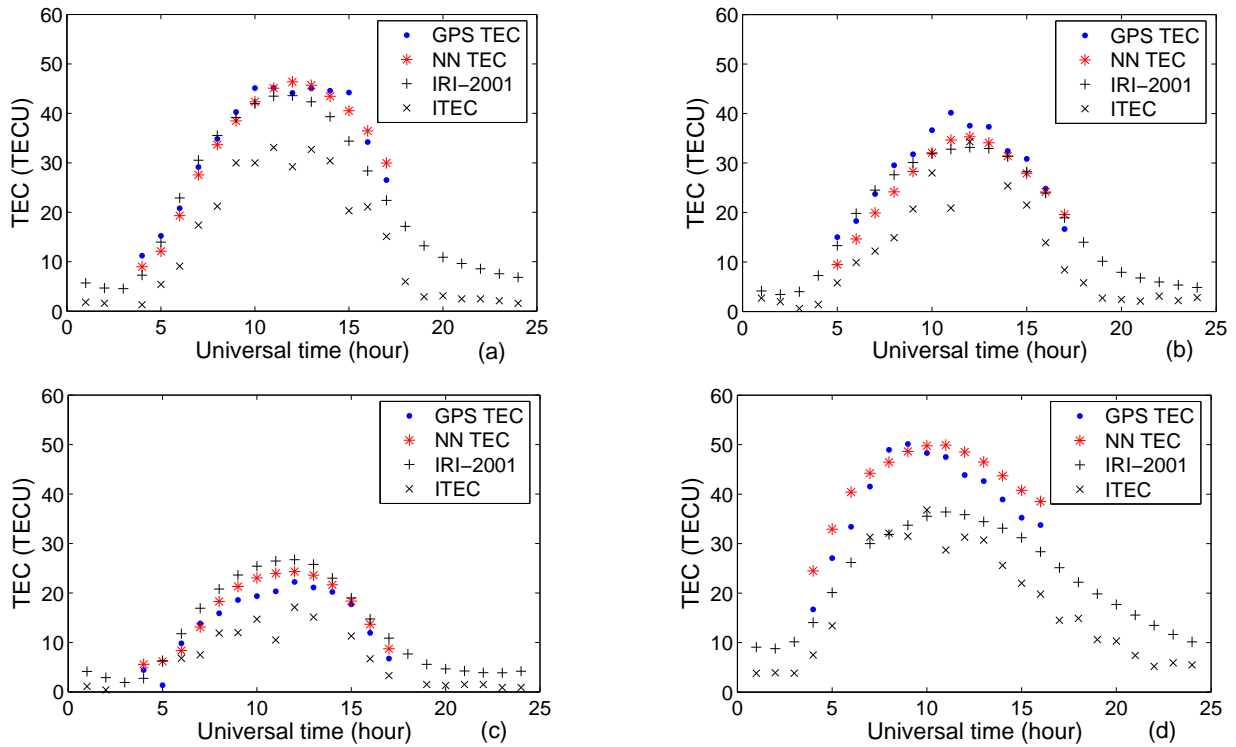 60
50
40
30
20
10
0
TEC (TECU)
GPS TEC
NN TEC
IRI−2001
ITEC
0 5 10 15 20 25
Universal time (hour) (a)
60
50
40
30
20
10
0
TEC (TECU)
GPS TEC
NN TEC
IRI−2001
ITEC
0 5 10 15 20 25
Universal time (hour) (b)
60
50
40
30
20
10
0
TEC (TECU)
GPS TEC
NN TEC
IRI−2001
ITEC
0 5 10 15 20 25
Universal time (hour) (c)
60
50
40
30
20
10
0
TEC (TECU)
GPS TEC
NN TEC
IRI−2001
ITEC
0 5 10 15 20 25
Universal time (hour) (d)